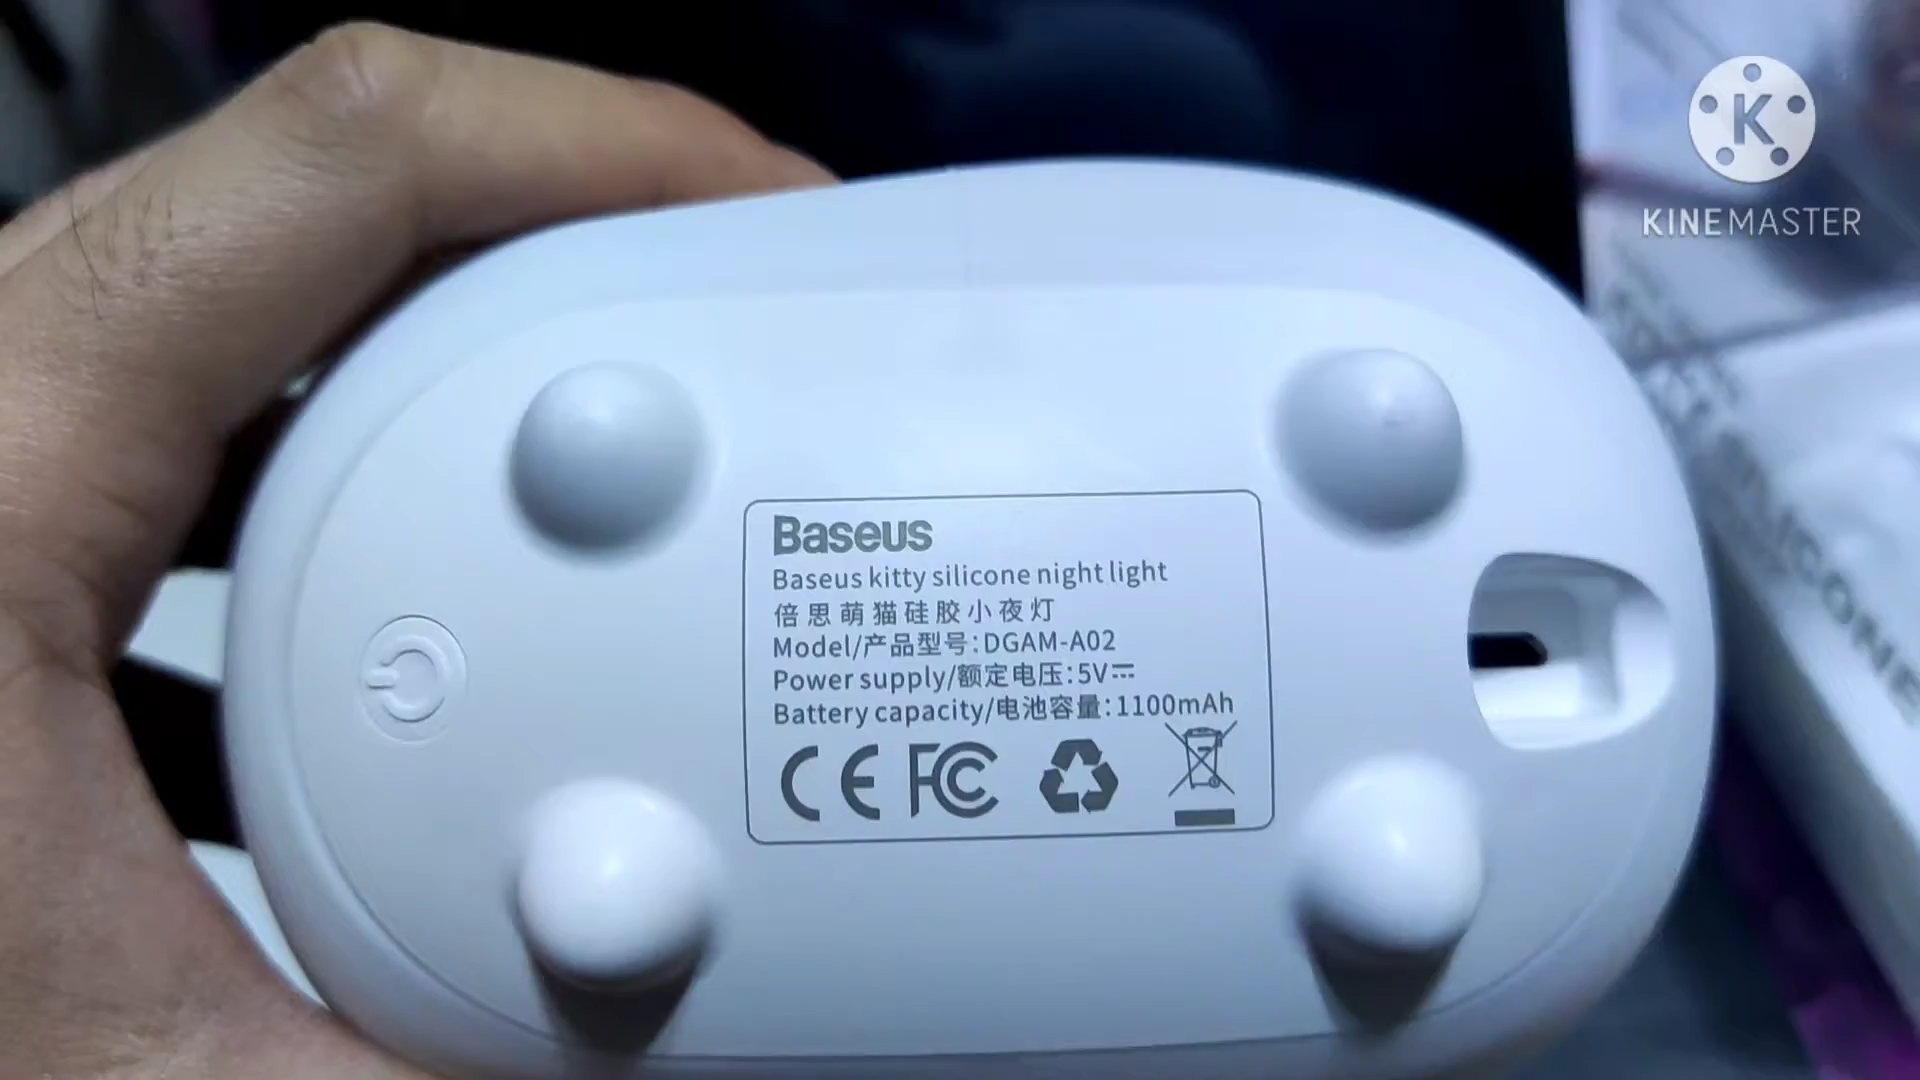 K
KINEMASTER
Baseus
Baseus kitty silicone night light
倍思萌猫硅胶小夜灯
Model/产品型号:DGAM-A02
Power supply/额定电压:5V⎓
Battery capacity/电池容量:1100mAh
CE FC